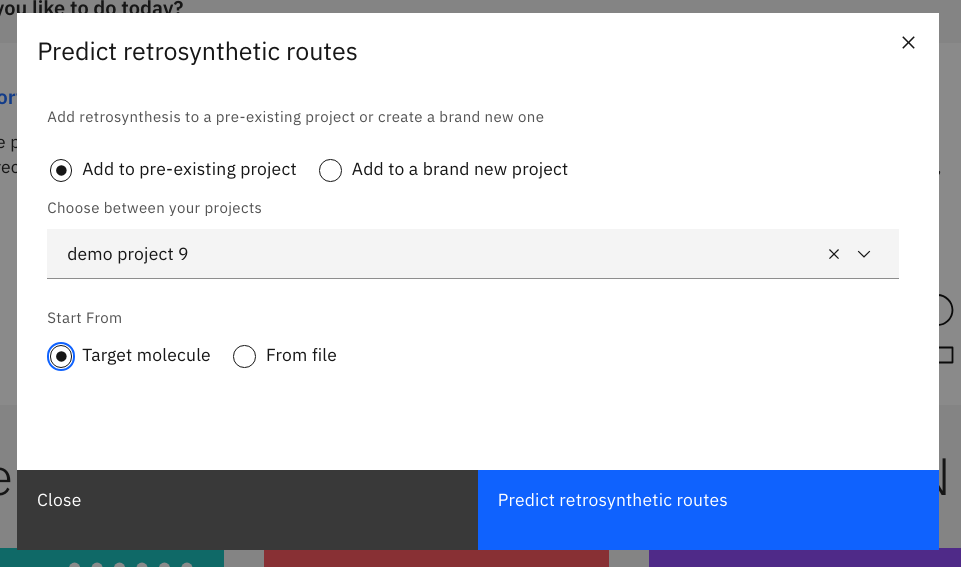 you like to do today?
Predict retrosynthetic routes
Add retrosynthesis to a pre-existing project or create a brand new one
Add to pre-existing project Add to a brand new project
Choose between your projects
demo project 9
Start From
Target molecule From file
Close Predict retrosynthetic routes